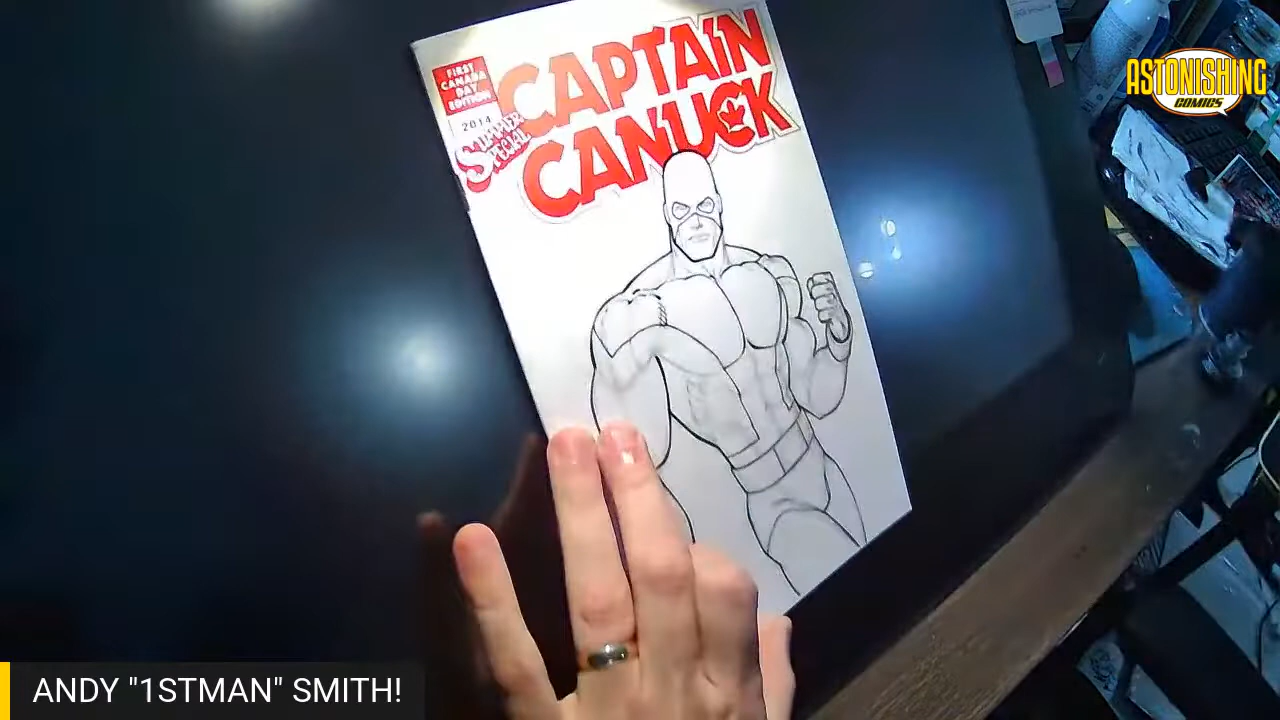 FIRST
CANADA
DAY
EDITION
2014
SUMMER
SPECIAL
CAPTAIN
CANUCK
ASTONISHING
COMICS
ANDY "1STMAN" SMITH!